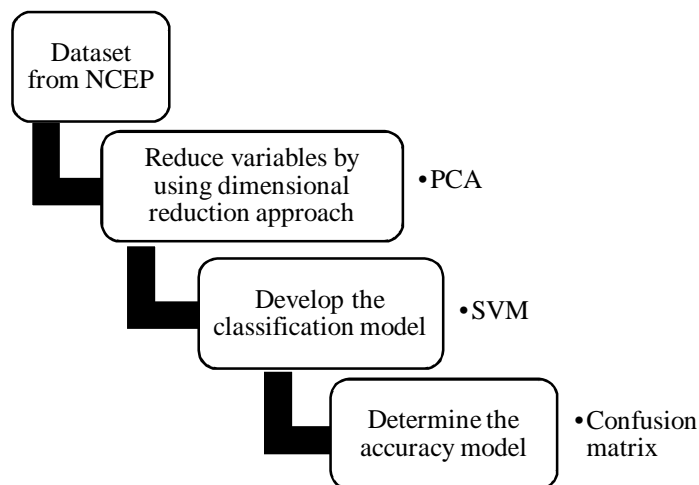 Dataset
from NCEP
Reduce variables by
using dimensional
reduction approach
•PCA
Develop the
classification model
•SVM
Determine the
accuracy model
•Confusion
matrix